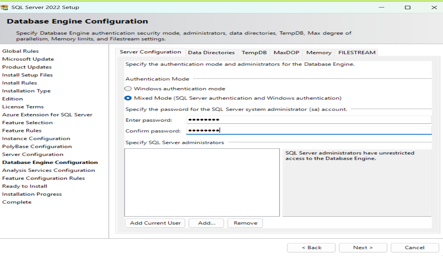 SQL Server 2022 Setup
Database Engine Configuration
Specify Database Engine authentication security mode, administrators, data directories, TempDB, Max degree of
parallelism, Memory limits, and Filestream settings.
Global Rules
Microsoft Update
Product Updates
Install Setup Files
Install Rules
Installation Type
Edition
License Terms
Azure Extension for SQL Server
Feature Selection
Feature Rules
Instance Configuration
PolyBase Configuration
Server Configuration
Database Engine Configuration
Analysis Services Configuration
Feature Configuration Rules
Ready to Install
Installation Progress
Complete
Server Configuration Data Directories TempDB MaxDOP Memory FILESTREAM
Specify the authentication mode and administrators for the Database Engine.
Authentication Mode
Windows authentication mode
Mixed Mode (SQL Server authentication and Windows authentication)
Specify the password for the SQL Server system administrator (sa) account.
Enter password: ●●●●●●●●
Confirm password: ●●●●●●●●
Specify SQL Server administrators
SQL Server administrators have unrestricted
access to the Database Engine.
Add Current User Add... Remove
< Back Next > Cancel